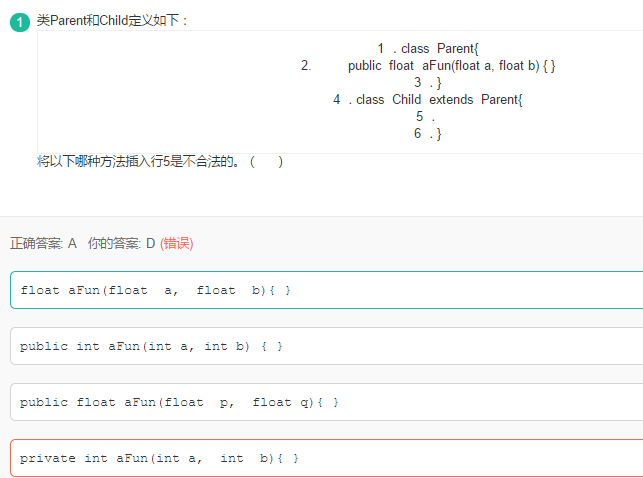 1 类Parent和Child定义如下：
1 . class Parent{
2. public float aFun(float a, float b) { }
3 . }
4 . class Child extends Parent{
5 .
6 . }
将以下哪种方法插入行5是不合法的。( )
正确答案: A 你的答案: D (错误)
float aFun(float a, float b){ }
public int aFun(int a, int b) { }
public float aFun(float p, float q){ }
private int aFun(int a, int b){ }